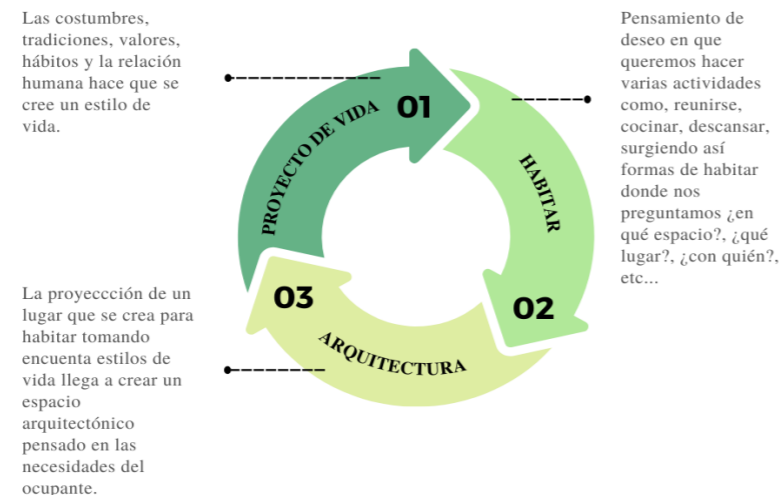 Las costumbres,
tradiciones, valores,
hábitos y la relación
humana hace que se
cree un estilo de
vida.
PROYECTO DE VIDA
01
Pensamiento de
deseo en que
queremos hacer
varias actividades
como, reunirse,
cocinar, descansar,
surgiendo así
formas de habitar
donde nos
preguntamos ¿en
qué espacio?, ¿qué
lugar?, ¿con quién?,
etc...
HABITAR
02
La proyeccción de un
lugar que se crea para
habitar tomando
encuenta estilos de
vida llega a crear un
espacio
arquitectónico
pensado en las
necesidades del
ocupante.
03
ARQUITECTURA